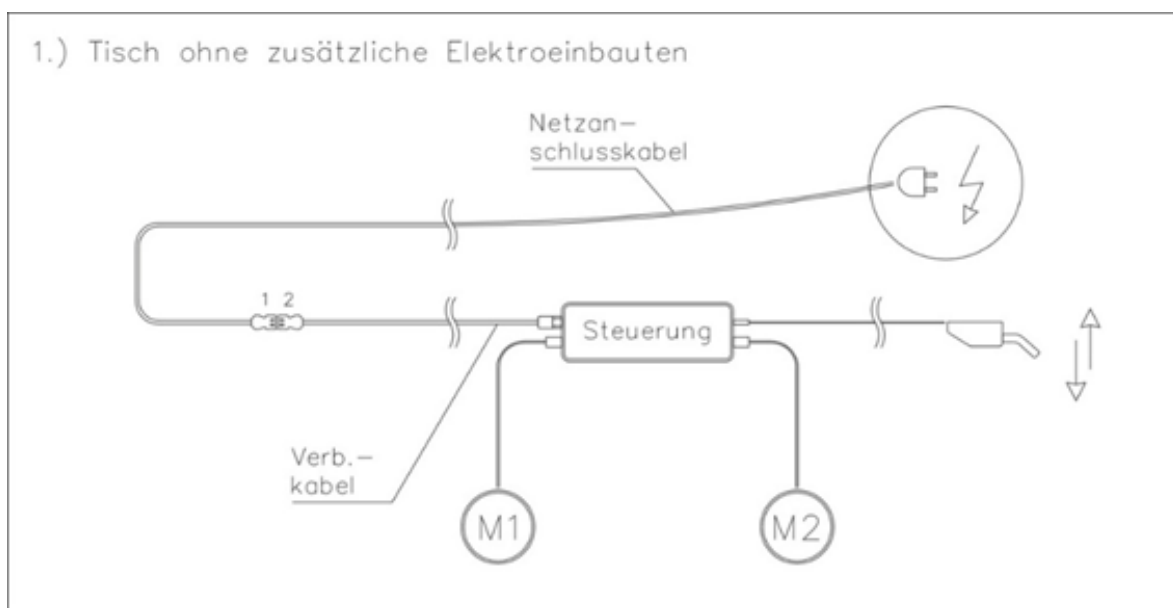 1.) Tisch ohne zusätzliche Elektroeinbauten
Netzan-
schlusskabel
1 2
Steuerung
Verb.-
kabel
M1
M2